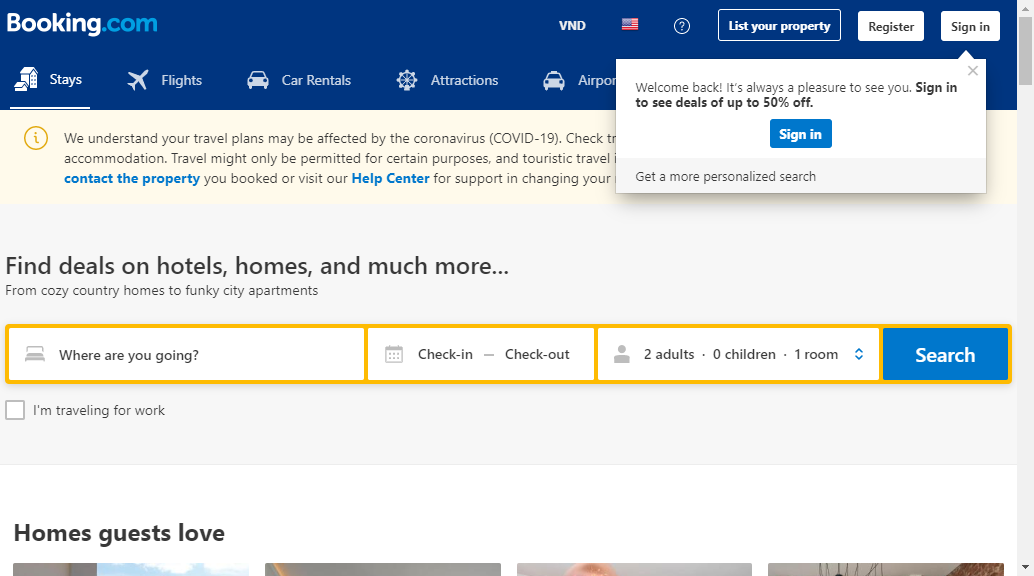 Booking.com
VND
List your property
Register
Sign in
Stays
Flights
Car Rentals
Attractions
Welcome back! It's always a pleasure to see you. Sign in
to see deals of up to 50% off.
Sign in
Get a more personalized search
We understand your travel plans may be affected by the coronavirus (COVID-19). Check
accommodation. Travel might only be permitted for certain purposes, and touristic travel
contact the property you booked or visit our Help Center for support in changing your
Find deals on hotels, homes, and much more...
From cozy country homes to funky city apartments
Where are you going?
Check-in — Check-out
2 adults · 0 children · 1 room
Search
I'm traveling for work
Homes guests love